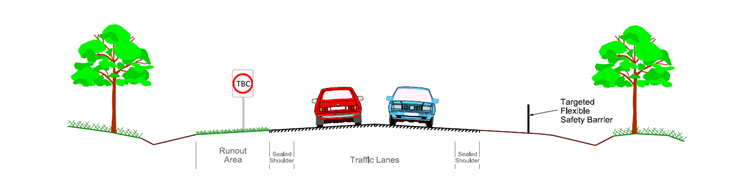 TBC
Targeted
Flexible
Safety Barrier
Runout
Area
Sealed
Shoulder
Traffic Lanes
Sealed
Shoulder